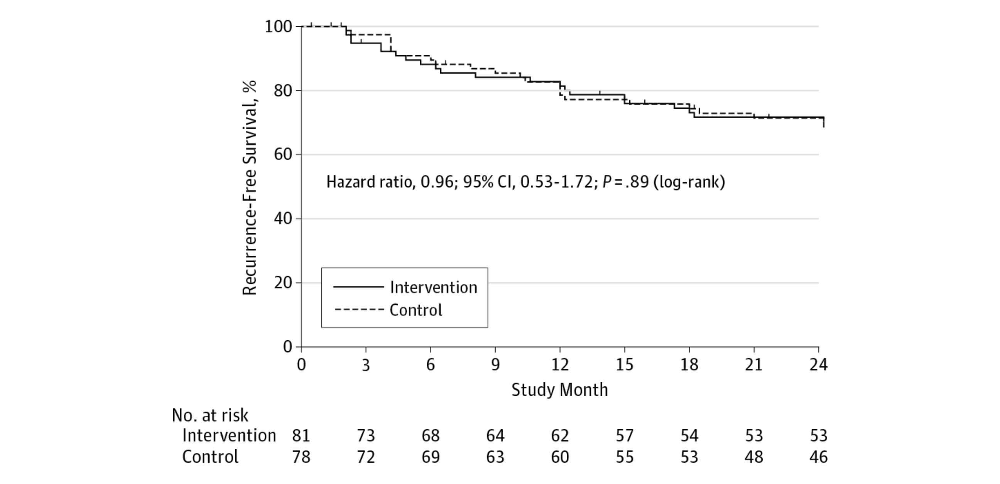 100
80
60
40
20
0
Recurrence-Free Survival, %
Hazard ratio, 0.96; 95% CI, 0.53-1.72; P = .89 (log-rank)
Intervention
Control
0 3 6 9 12 15 18 21 24
Study Month
No. at risk
Intervention 81 73 68 64 62 57 54 53 53
Control 78 72 69 63 60 55 53 48 46